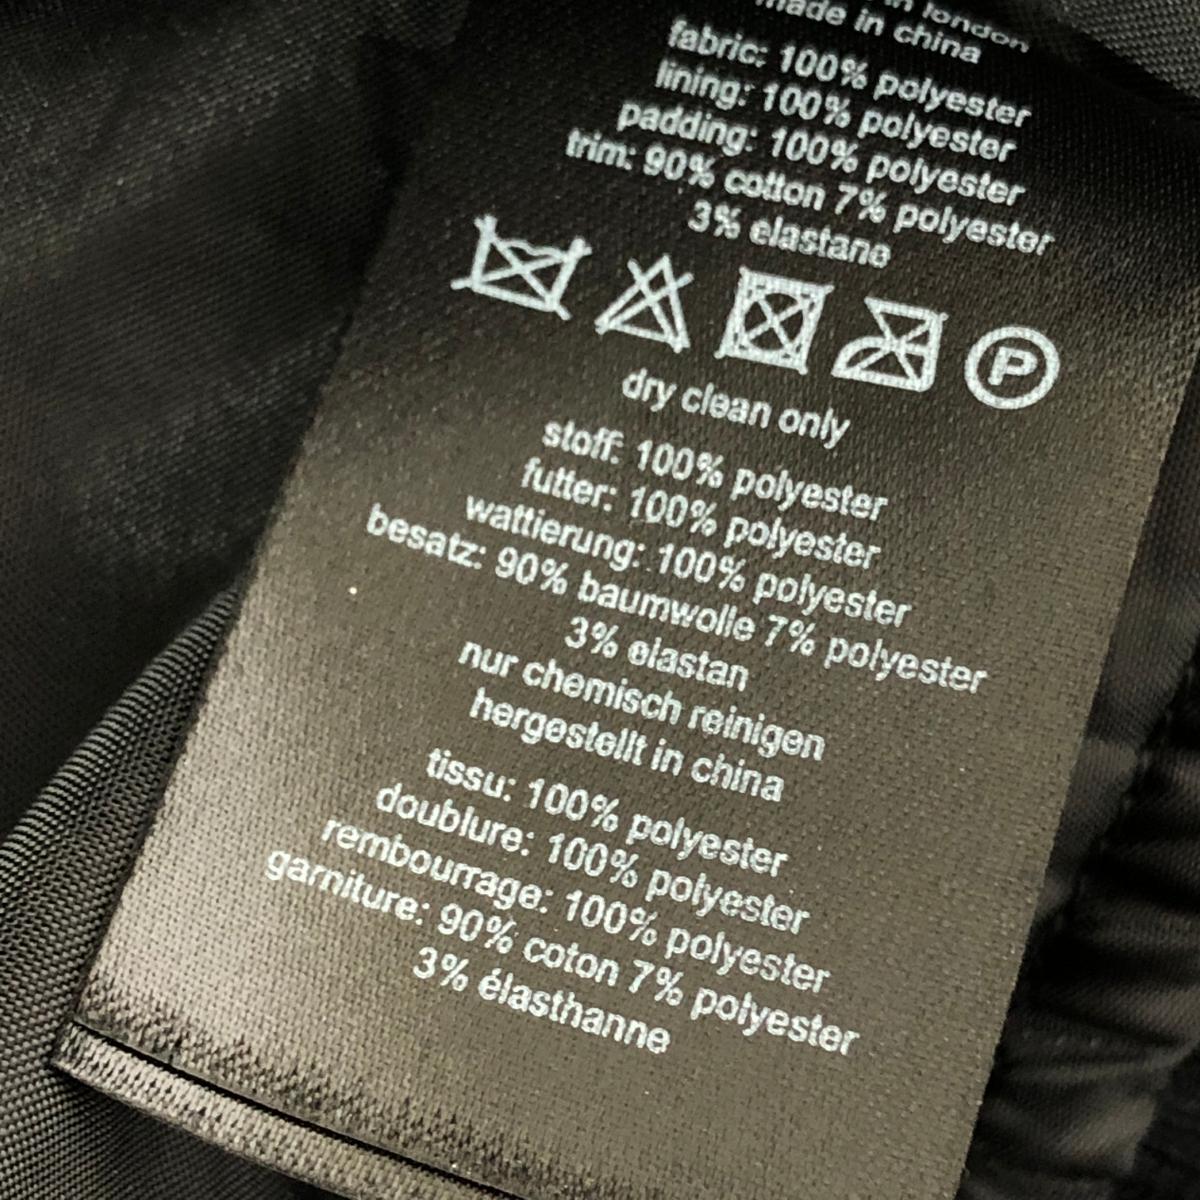 in london
made in china
fabric: 100% polyester
lining: 100% polyester
padding: 100% polyester
trim: 90% cotton 7% polyester
3% elastane
P
dry clean only
stoff: 100% polyester
futter: 100% polyester
wattierung: 100% polyester
besatz: 90% baumwolle 7% polyester
3% elastan
nur chemisch reinigen
hergestellt in china
tissu: 100% polyester
doublure: 100% polyester
rembourrage: 100% polyester
garniture: 90% coton 7% polyester
3% élasthanne